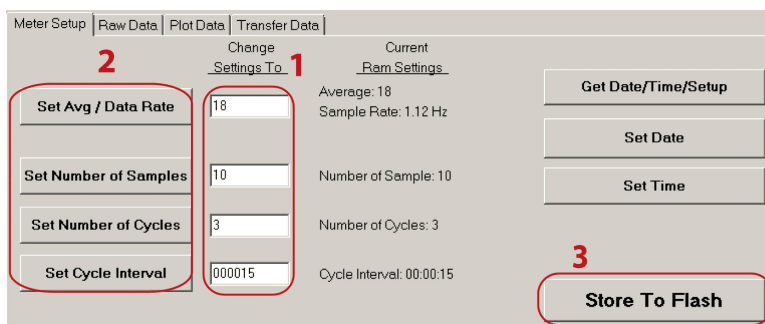 Meter Setup Raw Data Plot Data Transfer Data
2 Change Settings To 1 Current Ram Settings
Set Avg / Data Rate 18 Average: 18
Sample Rate: 1.12 Hz
Set Number of Samples 10 Number of Sample: 10
Set Number of Cycles 3 Number of Cycles: 3
Set Cycle Interval 000015 Cycle Interval: 00:00:15
Get Date/Time/Setup
Set Date
Set Time
3
Store To Flash